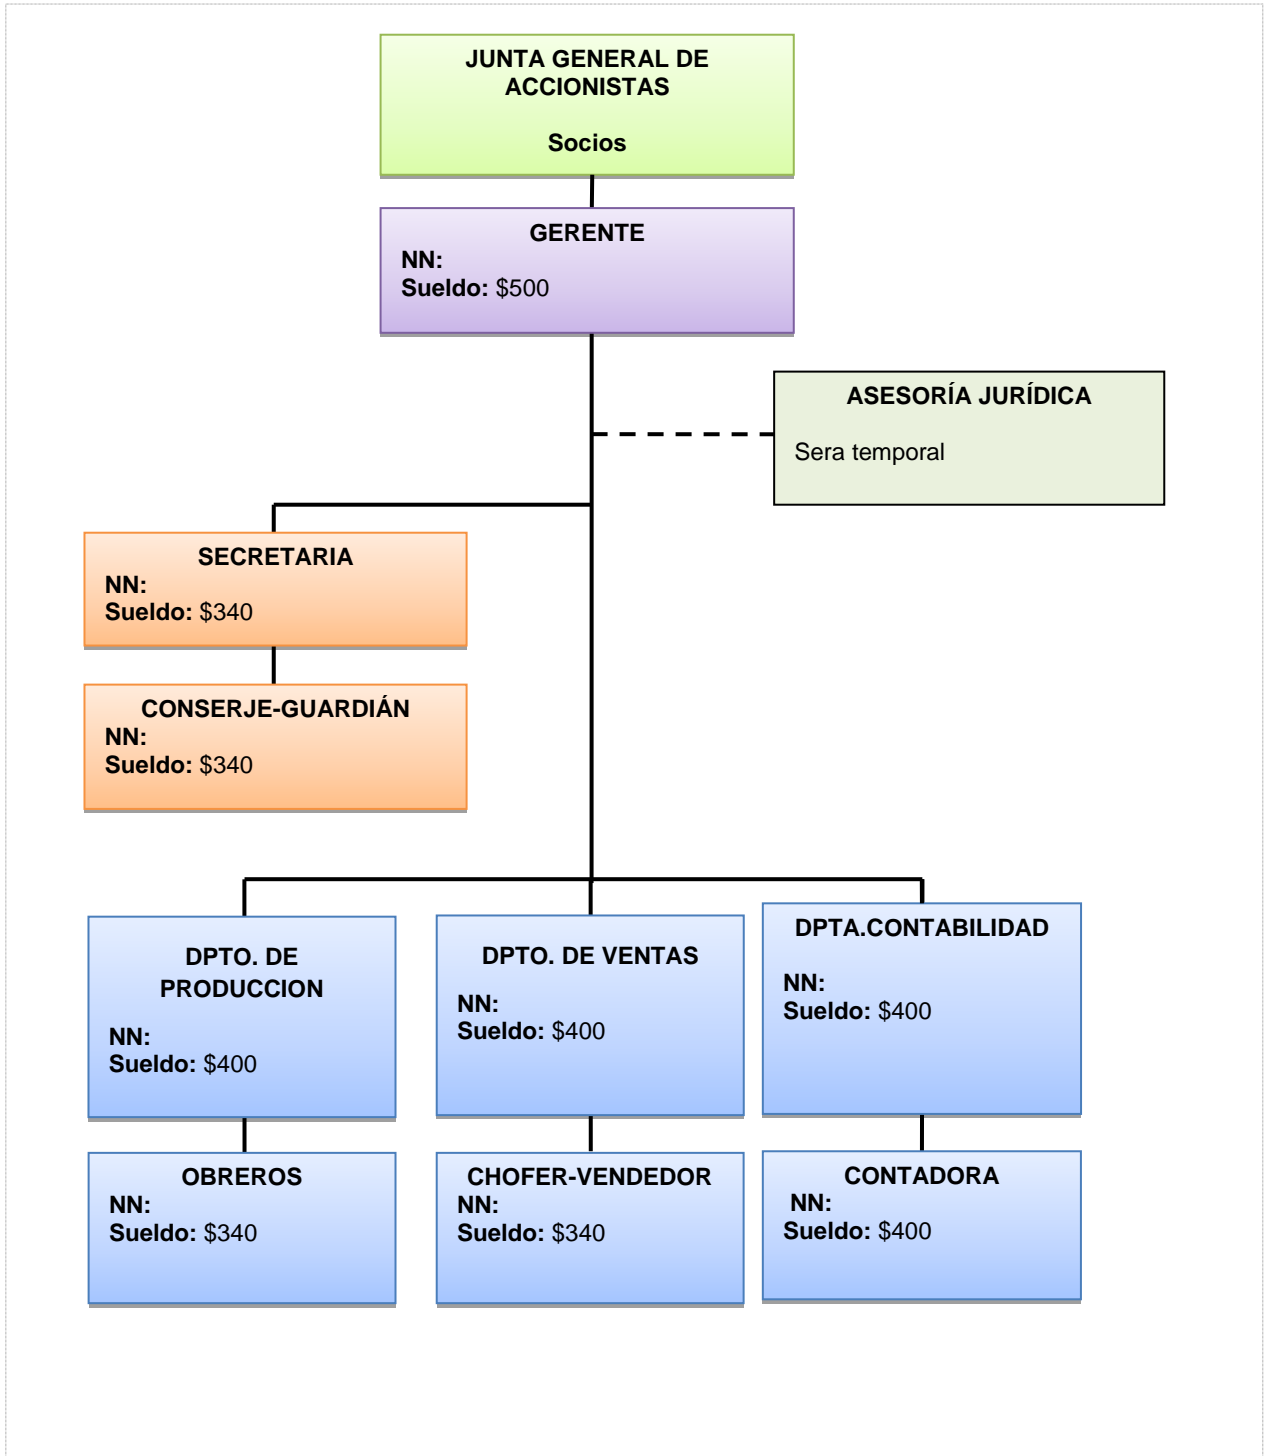 JUNTA GENERAL DE
ACCIONISTAS
Socios
GERENTE
NN:
Sueldo: $500
ASESORÍA JURÍDICA
Sera temporal
SECRETARIA
NN:
Sueldo: $340
CONSERJE-GUARDIÁN
NN:
Sueldo: $340
DPTO. DE
PRODUCCION
NN:
Sueldo: $400
DPTO. DE VENTAS
NN:
Sueldo: $400
DPTA.CONTABILIDAD
NN:
Sueldo: $400
OBREROS
NN:
Sueldo: $340
CHOFER-VENDEDOR
NN:
Sueldo: $340
CONTADORA
NN:
Sueldo: $400